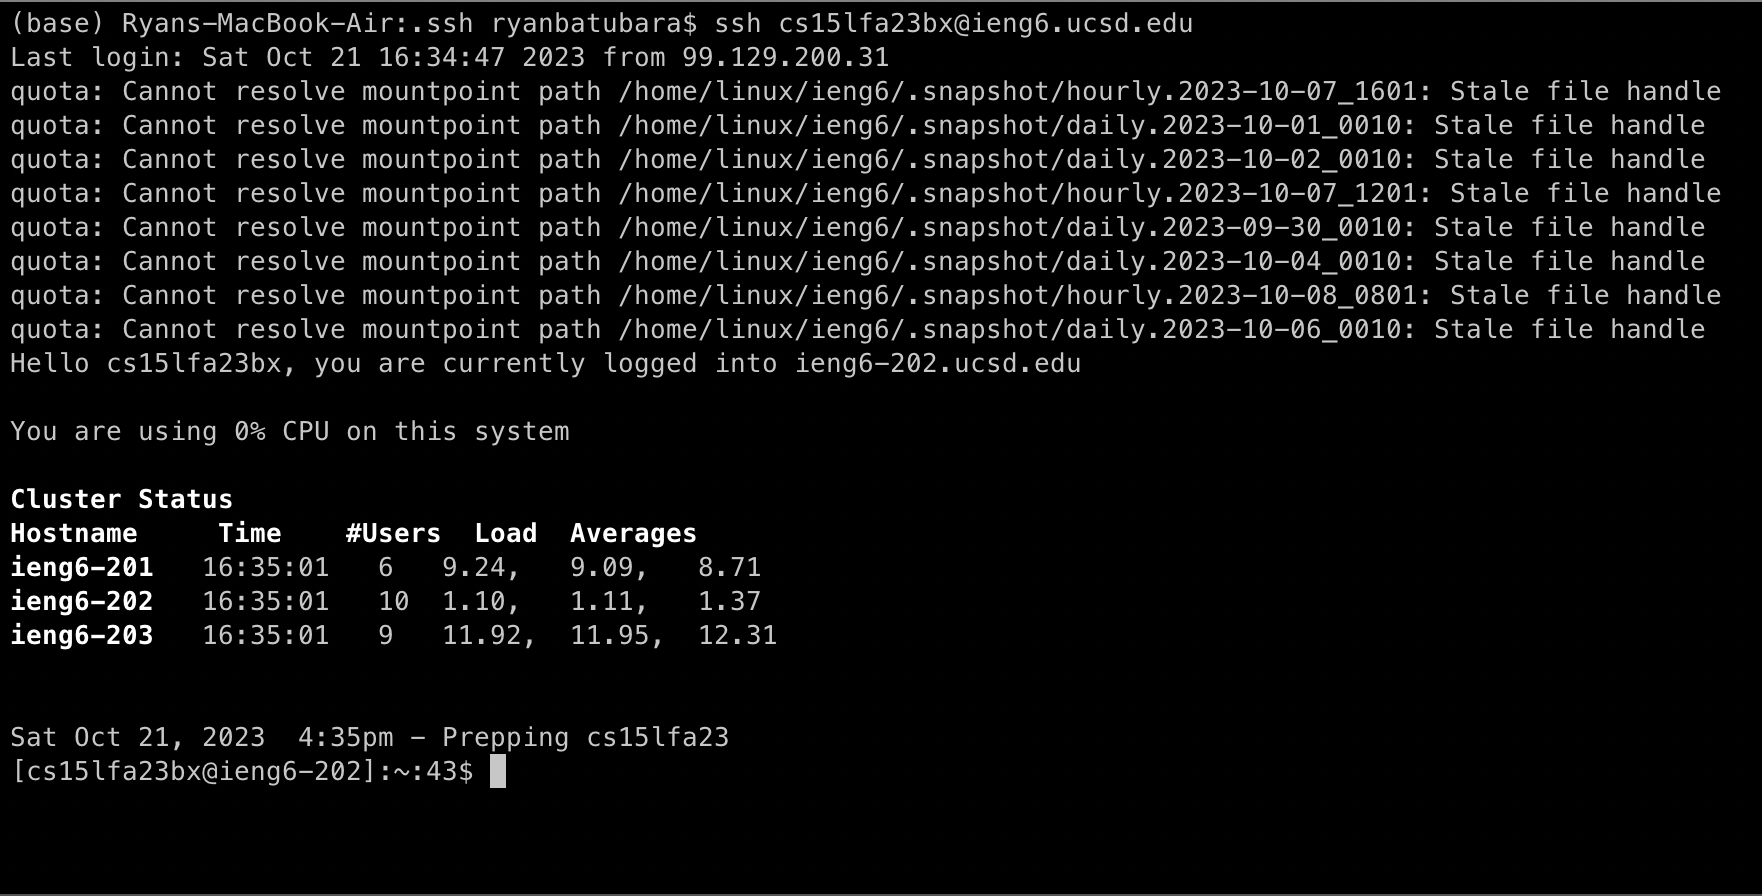 (base) Ryans-MacBook-Air:.ssh ryanbatubara$ ssh cs15lfa23bx@ieng6.ucsd.edu
Last login: Sat Oct 21 16:34:47 2023 from 99.129.200.31
quota: Cannot resolve mountpoint path /home/linux/ieng6/.snapshot/hourly.2023-10-07_1601: Stale file handle
quota: Cannot resolve mountpoint path /home/linux/ieng6/.snapshot/daily.2023-10-01_0010: Stale file handle
quota: Cannot resolve mountpoint path /home/linux/ieng6/.snapshot/daily.2023-10-02_0010: Stale file handle
quota: Cannot resolve mountpoint path /home/linux/ieng6/.snapshot/hourly.2023-10-07_1201: Stale file handle
quota: Cannot resolve mountpoint path /home/linux/ieng6/.snapshot/daily.2023-09-30_0010: Stale file handle
quota: Cannot resolve mountpoint path /home/linux/ieng6/.snapshot/daily.2023-10-04_0010: Stale file handle
quota: Cannot resolve mountpoint path /home/linux/ieng6/.snapshot/hourly.2023-10-08_0801: Stale file handle
quota: Cannot resolve mountpoint path /home/linux/ieng6/.snapshot/daily.2023-10-06_0010: Stale file handle
Hello cs15lfa23bx, you are currently logged into ieng6-202.ucsd.edu
You are using 0% CPU on this system
Cluster Status
Hostname     Time    #Users  Load  Averages
ieng6-201   16:35:01   6   9.24,   9.09,   8.71
ieng6-202   16:35:01   10  1.10,   1.11,   1.37
ieng6-203   16:35:01   9   11.92,  11.95,  12.31
Sat Oct 21, 2023  4:35pm - Prepping cs15lfa23
[cs15lfa23bx@ieng6-202]:~:43$